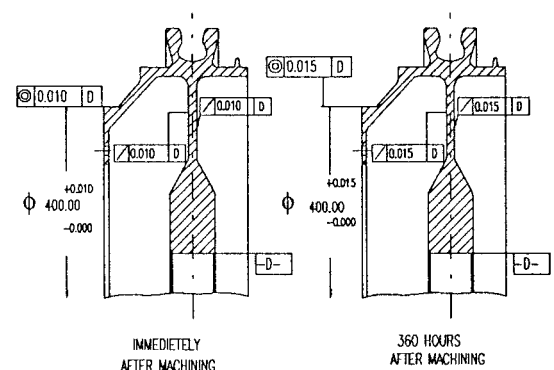 ◎ 0.010 D
↗ 0.010 D
↗ 0.010 D
ϕ 400.00 +0.010 -0.000
-D-
IMMEDIETELY
AFTER MACHINING
◎ 0.015 D
↗ 0.015 D
↗ 0.015 D
ϕ 400.00 +0.015 -0.000
-D-
360 HOURS
AFTER MACHINING